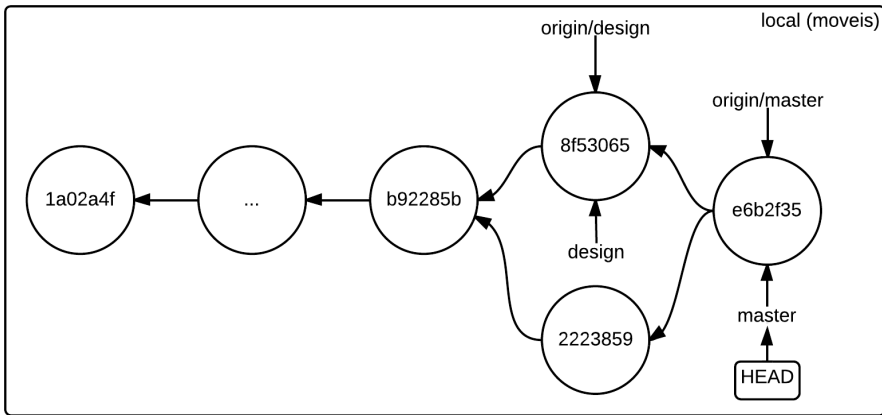 local (moveis)
origin/design
origin/master
8f53065
1a02a4f
...
b92285b
e6b2f35
design
2223859
master
HEAD